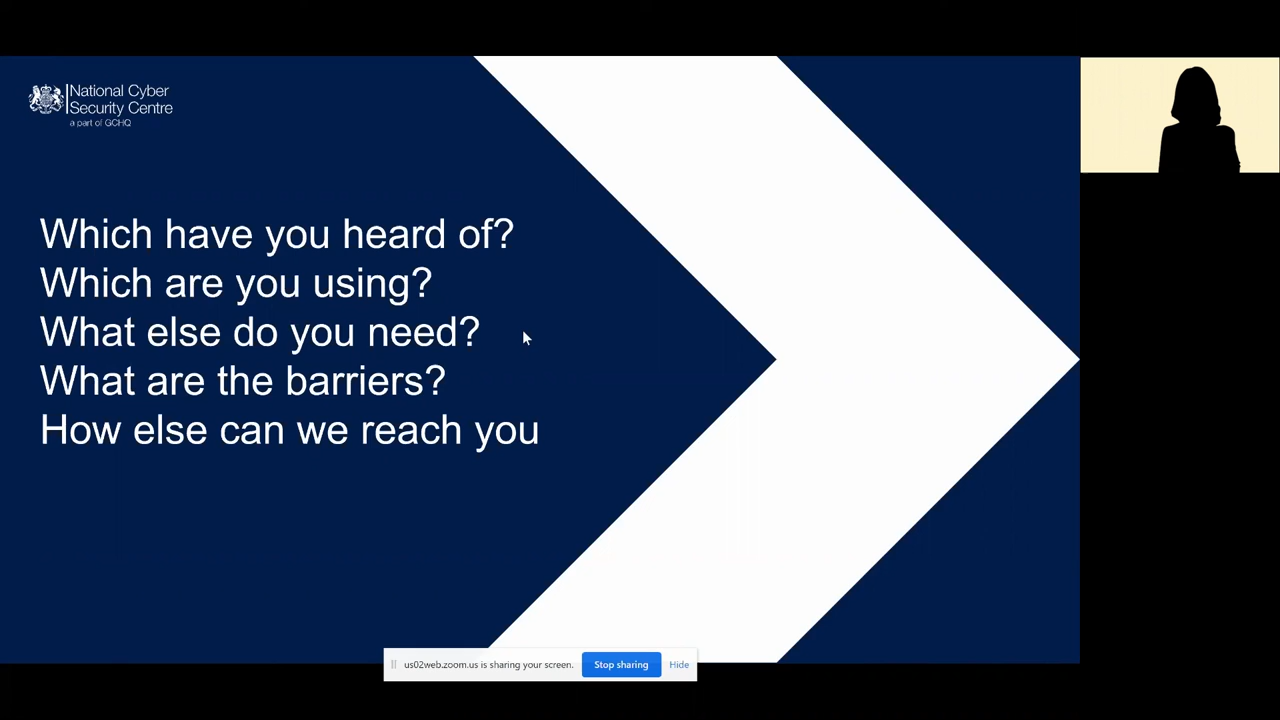 National Cyber
Security Centre
a part of GCHQ
Which have you heard of?
Which are you using?
What else do you need?
What are the barriers?
How else can we reach you
us02web.zoom.us is sharing your screen.
Stop sharing
Hide